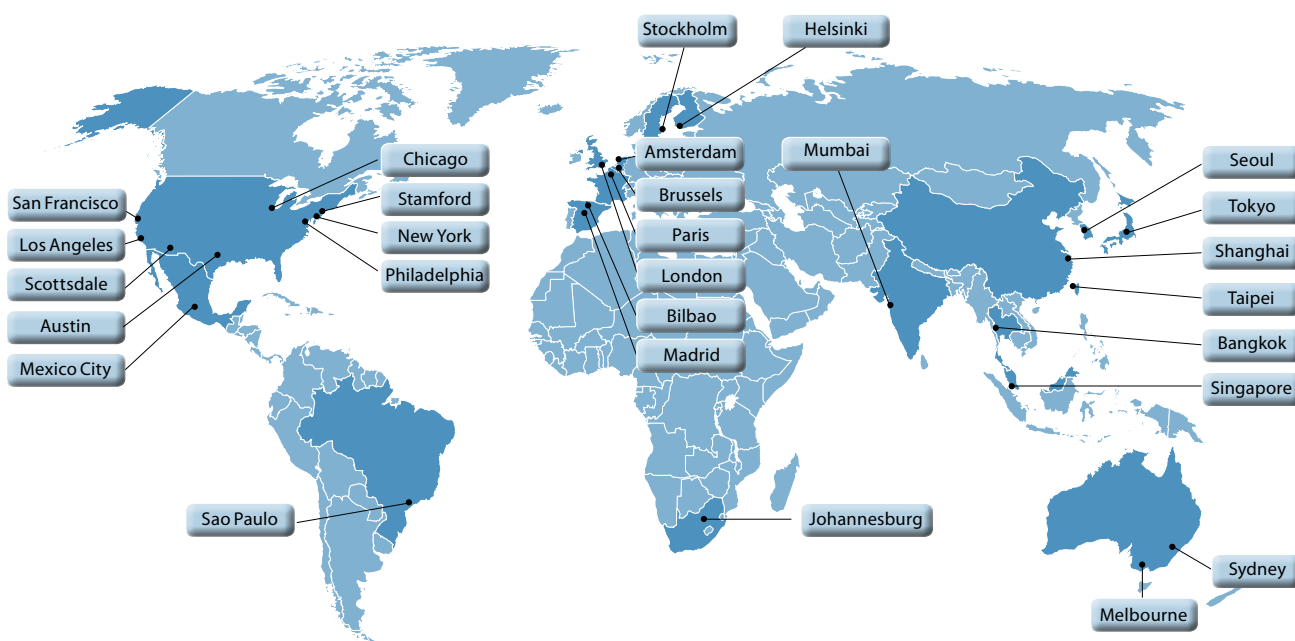 Stockholm
Helsinki
Chicago
Amsterdam
Mumbai
Seoul
San Francisco
Stamford
Brussels
Tokyo
Los Angeles
New York
Paris
Shanghai
Scottsdale
Philadelphia
London
Taipei
Austin
Bilbao
Bangkok
Mexico City
Madrid
Singapore
Sao Paulo
Johannesburg
Sydney
Melbourne